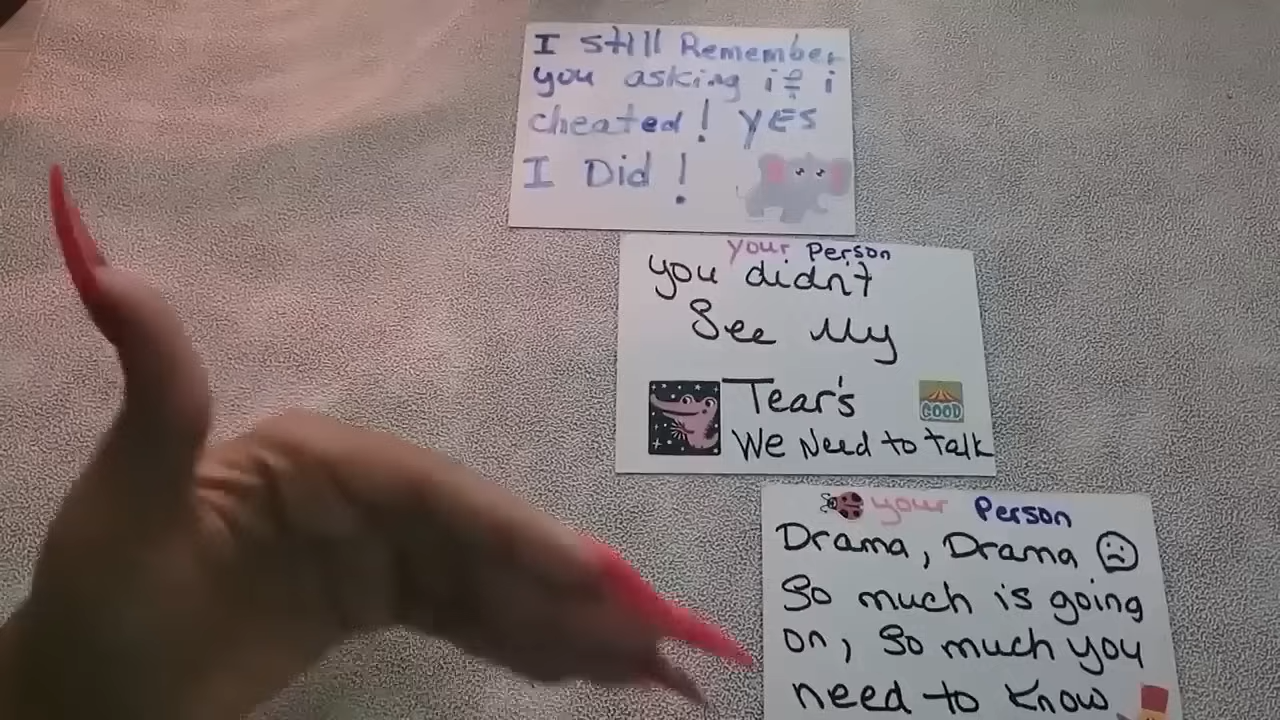 I still Remember
you asking if i
cheated! YES
I Did!
your Person
you didn't
See My
Tear's
GOOD
We Need to talk
your Person
Drama, Drama
So much is going
on, So much you
need to Know